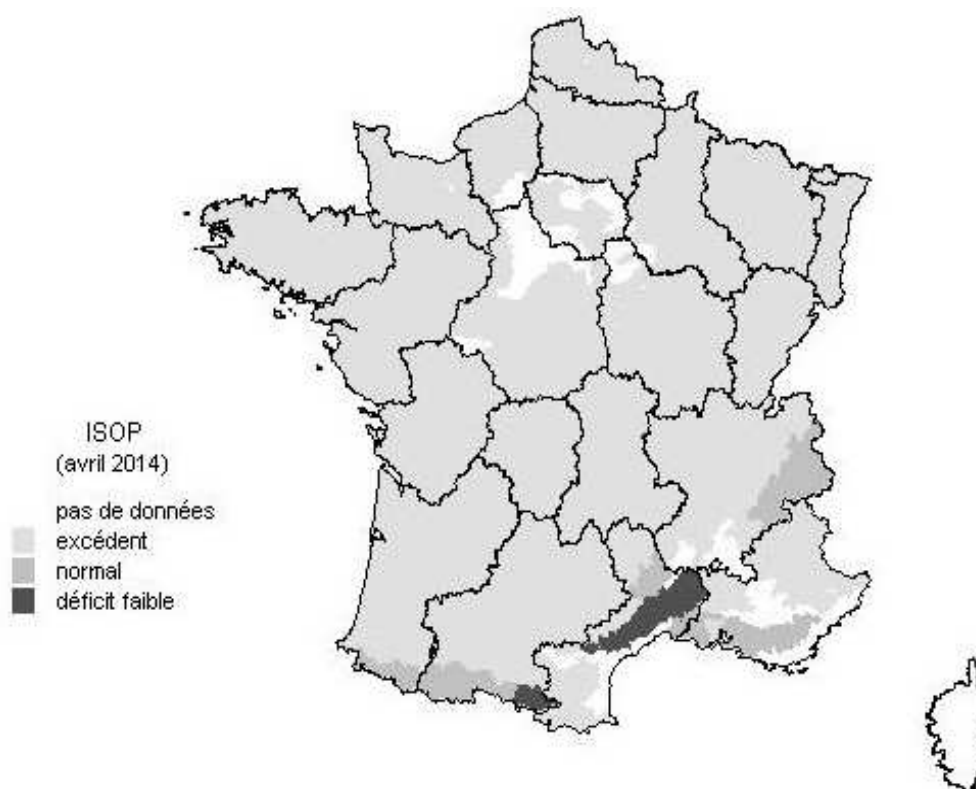 ISOP
(avril 2014)
pas de données
excédent
normal
déficit faible